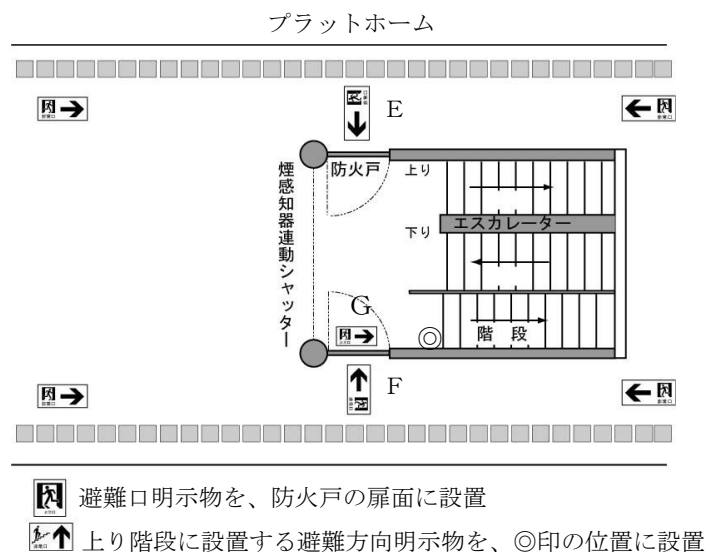 プラットホーム
E
防火戸
上り
煙感知器連動シャッター
エスカレーター
下り
G
階 段
◎
F
避難口明示物を、防火戸の扉面に設置
上り階段に設置する避難方向明示物を、◎印の位置に設置